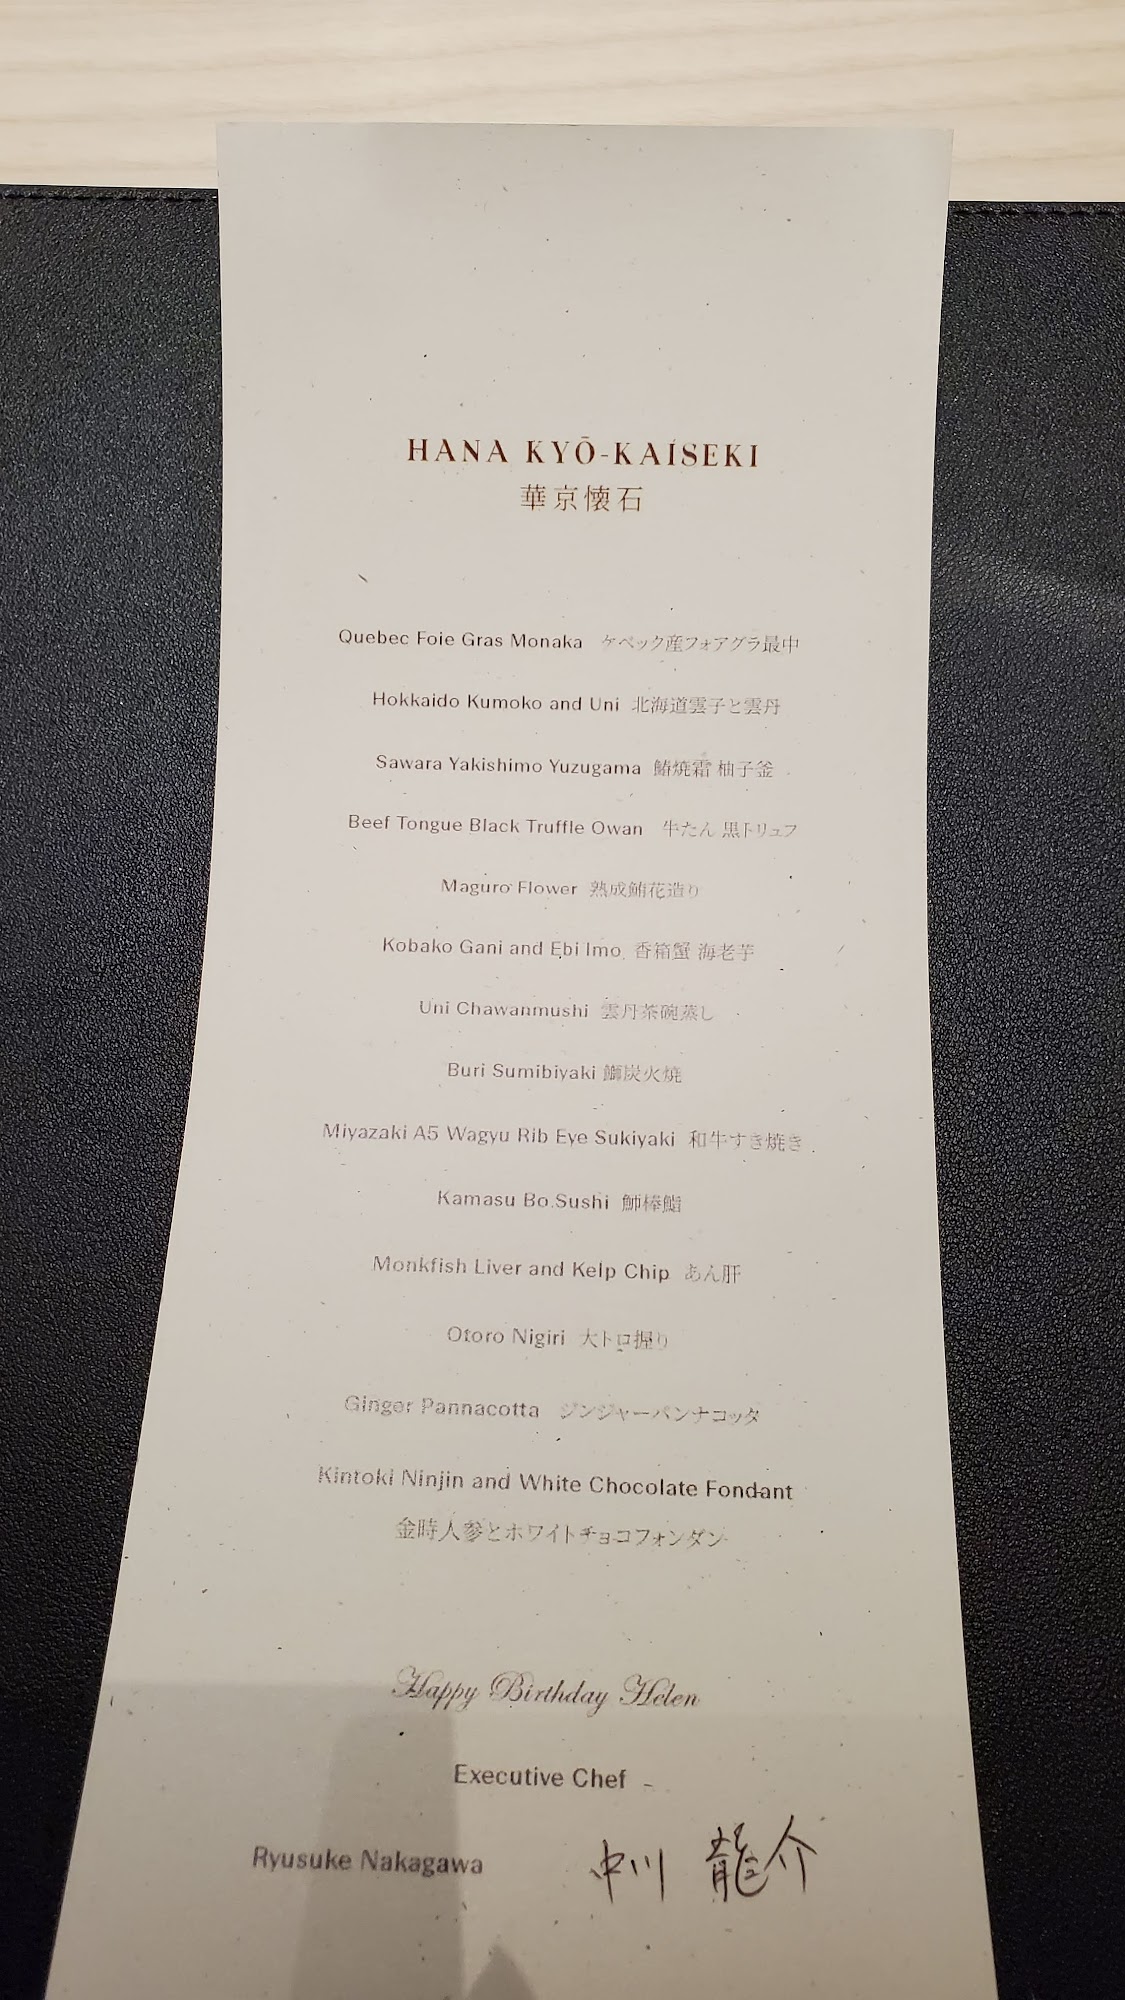 HANA KYŌ-KAISEKI
華京懐石
Quebec Foie Gras Monaka ケベック産フォアグラ最中
Hokkaido Kumoko and Uni 北海道雲子と雲丹
Sawara Yakishimo Yuzugama 鰆焼霜 柚子釜
Beef Tongue Black Truffle Owan 牛たん 黒トリュフ
Maguro Flower 熟成鮪花造り
Kobako Gani and Ebi Imo 香箱蟹 海老芋
Uni Chawanmushi 雲丹茶碗蒸し
Buri Sumibiyaki 鰤炭火焼
Miyazaki A5 Wagyu Rib Eye Sukiyaki 和牛すき焼き
Kamasu Bo Sushi 魳棒鮨
Monkfish Liver and Kelp Chip あん肝
Otoro Nigiri 大トロ握り
Ginger Pannacotta ジンジャーパンナコッタ
Kintoki Ninjin and White Chocolate Fondant
金時人参とホワイトチョコフォンダン
Happy Birthday Helen
Executive Chef
Ryusuke Nakagawa 中川 龍介